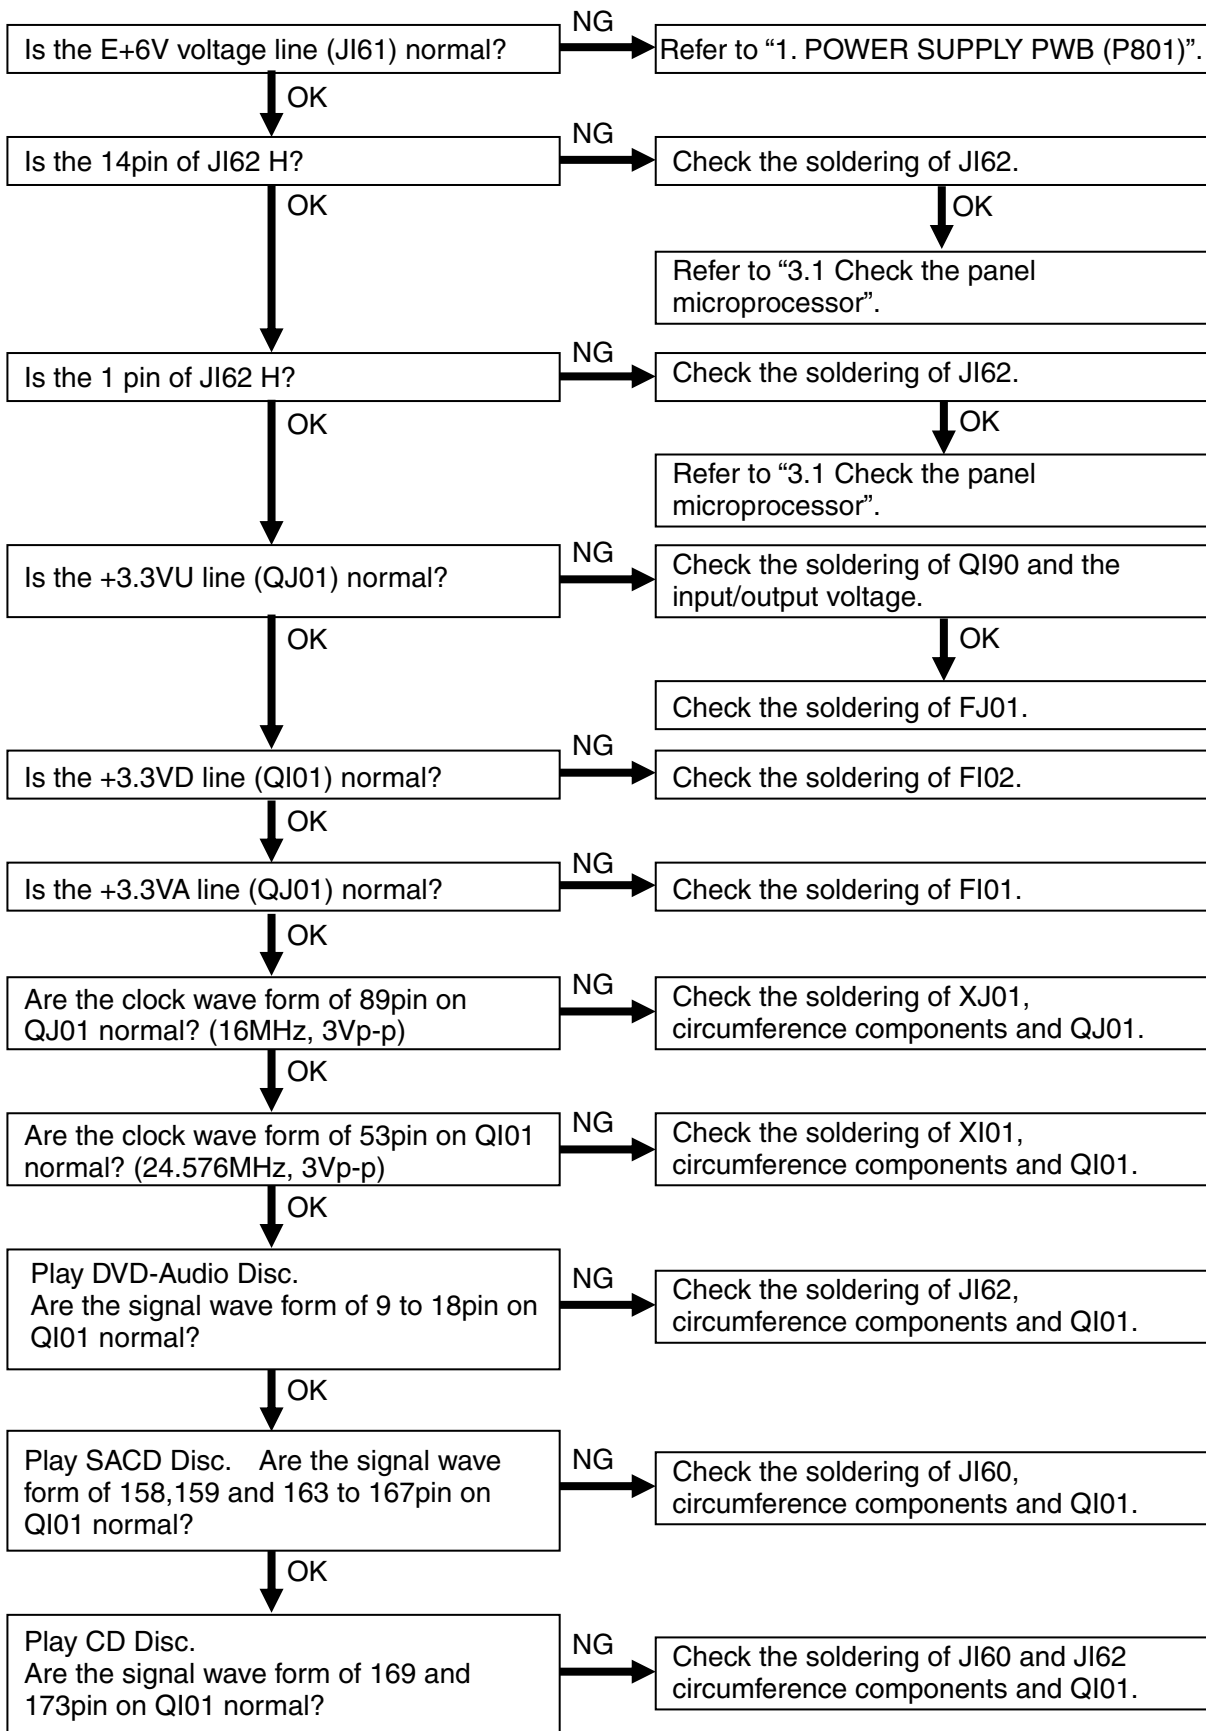 Is the E+6V voltage line (JI61) normal?
NG
Refer to “1. POWER SUPPLY PWB (P801)”.
OK
Is the 14pin of JI62 H?
NG
Check the soldering of JI62.
OK
OK
Refer to “3.1 Check the panel
microprocessor”.
Is the 1 pin of JI62 H?
NG
Check the soldering of JI62.
OK
OK
Refer to “3.1 Check the panel
microprocessor”.
Is the +3.3VU line (QJ01) normal?
NG
Check the soldering of QI90 and the
input/output voltage.
OK
OK
Check the soldering of FJ01.
Is the +3.3VD line (QI01) normal?
NG
Check the soldering of FI02.
OK
Is the +3.3VA line (QJ01) normal?
NG
Check the soldering of FI01.
OK
Are the clock wave form of 89pin on
QJ01 normal? (16MHz, 3Vp-p)
NG
Check the soldering of XJ01,
circumference components and QJ01.
OK
Are the clock wave form of 53pin on QI01
normal? (24.576MHz, 3Vp-p)
NG
Check the soldering of XI01,
circumference components and QI01.
OK
Play DVD-Audio Disc.
Are the signal wave form of 9 to 18pin on
QI01 normal?
NG
Check the soldering of JI62,
circumference components and QI01.
OK
Play SACD Disc. Are the signal wave
form of 158,159 and 163 to 167pin on
QI01 normal?
NG
Check the soldering of JI60,
circumference components and QI01.
OK
Play CD Disc.
Are the signal wave form of 169 and
173pin on QI01 normal?
NG
Check the soldering of JI60 and JI62
circumference components and QI01.